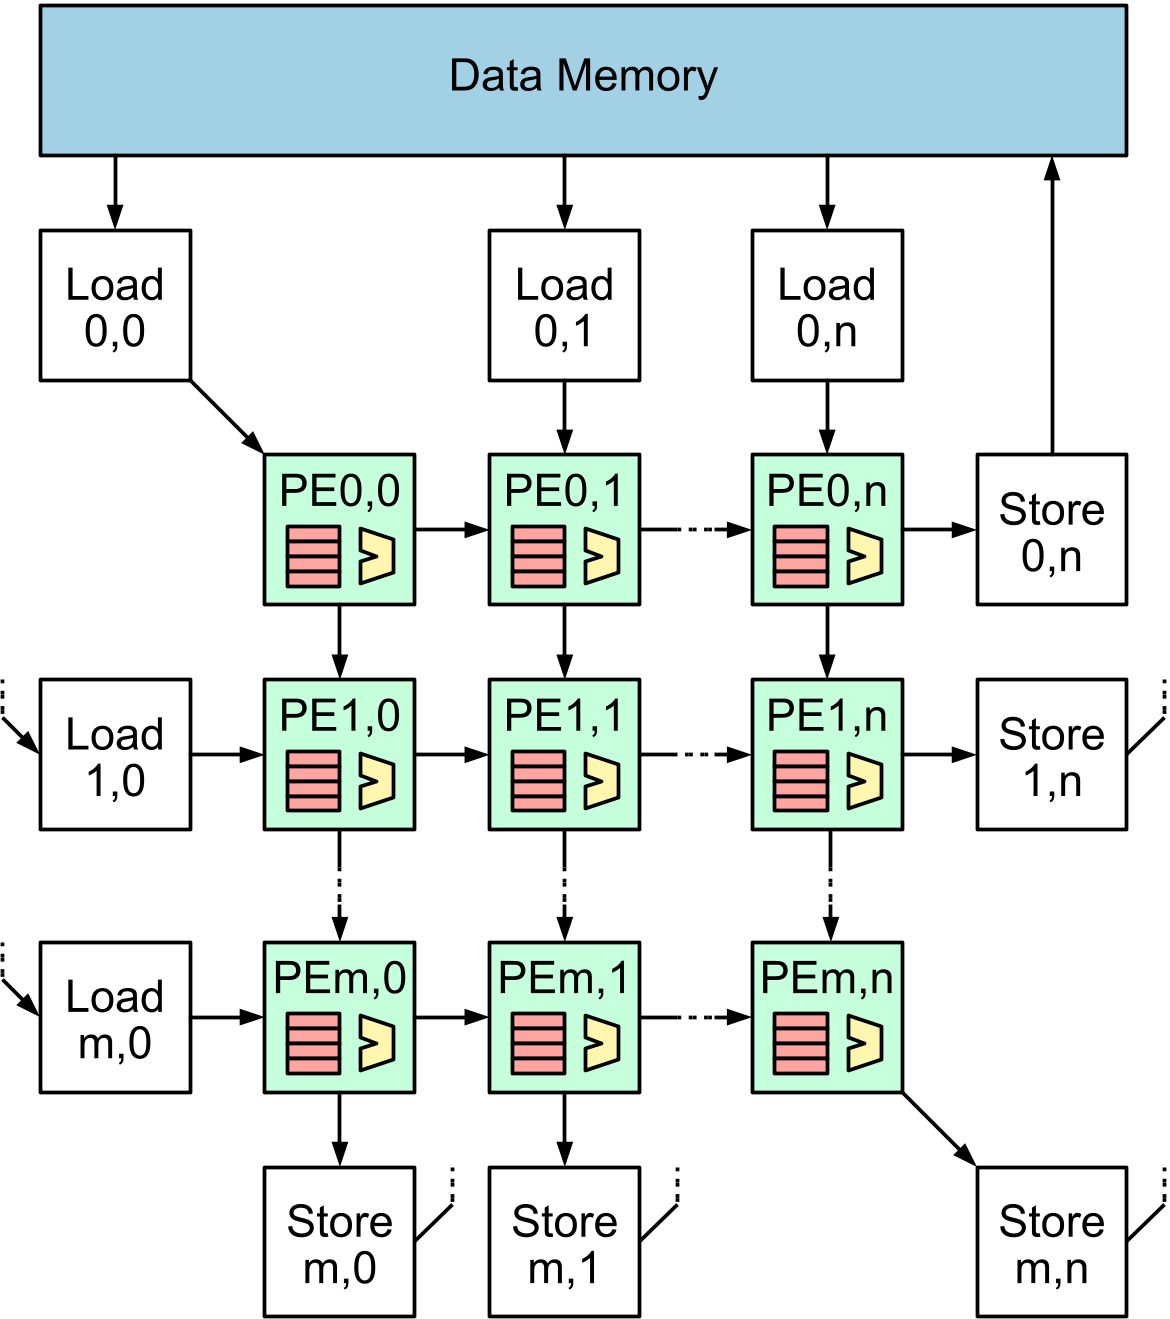 Data Memory
Load
0,0
Load
0,1
Load
0,n
PE0,0
PE0,1
PE0,n
Store
0,n
Load
1,0
PE1,0
PE1,1
PE1,n
Store
1,n
Load
m,0
PEm,0
PEm,1
PEm,n
Store
m,0
Store
m,1
Store
m,n